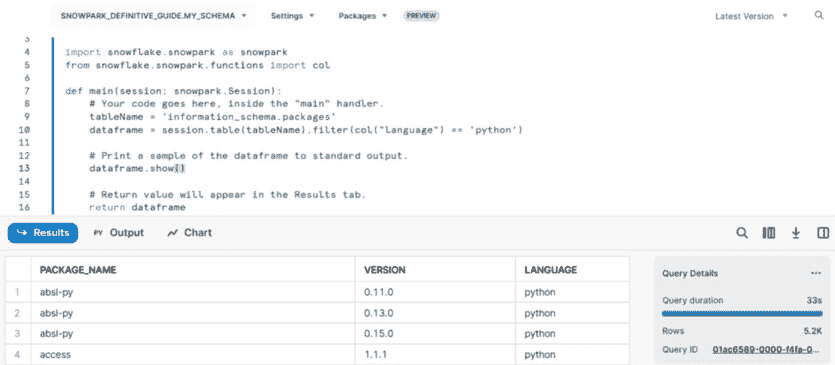 SNOWPARK_DEFINITIVE_GUIDE.MY_SCHEMA Settings Packages PREVIEW Latest Version
3
4 import snowflake.snowpark as snowpark
5 from snowflake.snowpark.functions import col
6
7 def main(session: snowpark.Session):
8 # Your code goes here, inside the "main" handler.
9 tableName = 'information_schema.packages'
10 dataframe = session.table(tableName).filter(col("language") == 'python')
11
12 # Print a sample of the dataframe to standard output.
13 dataframe.show()
14
15 # Return value will appear in the Results tab.
16 return dataframe
Results PY Output Chart
PACKAGE_NAME VERSION LANGUAGE
1 absl-py 0.11.0 python
2 absl-py 0.13.0 python
3 absl-py 0.15.0 python
4 access 1.1.1 python
Query Details ...
Query duration 33s
Rows 5.2K
Query ID 01ac6589-0000-f4fa-0...